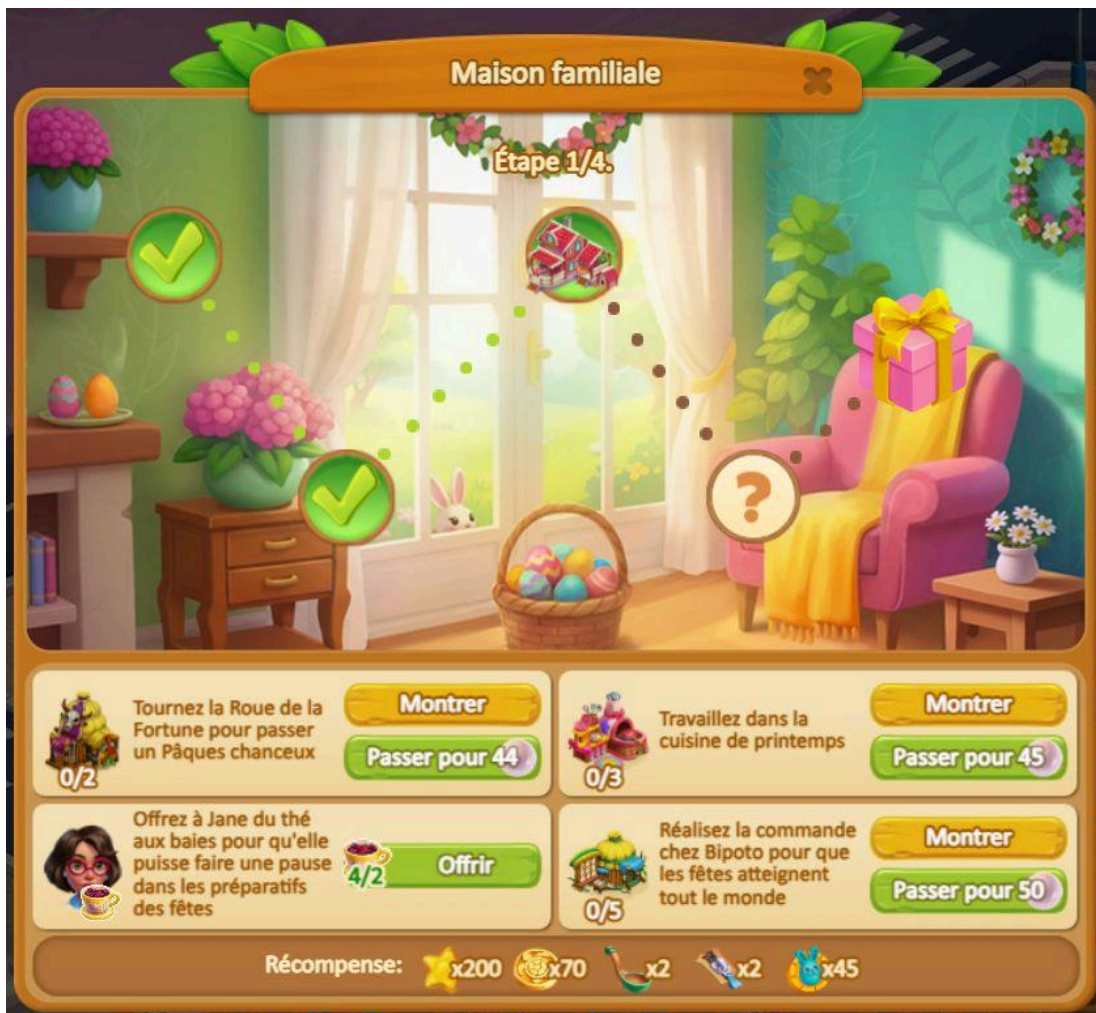 Maison familiale
Étape 1/4.
?
Tournez la Roue de la
Fortune pour passer
un Pâques chanceux
0/2
Montrer
Passer pour 44
Travaillez dans la
cuisine de printemps
0/3
Montrer
Passer pour 45
Offrez à Jane du thé
aux baies pour qu'elle
puisse faire une pause
dans les préparatifs
des fêtes
4/2
Offrir
Réalisez la commande
chez Bipoto pour que
les fêtes atteignent
tout le monde
0/5
Montrer
Passer pour 50
Récompense: x200 x70 x2 x2 x45